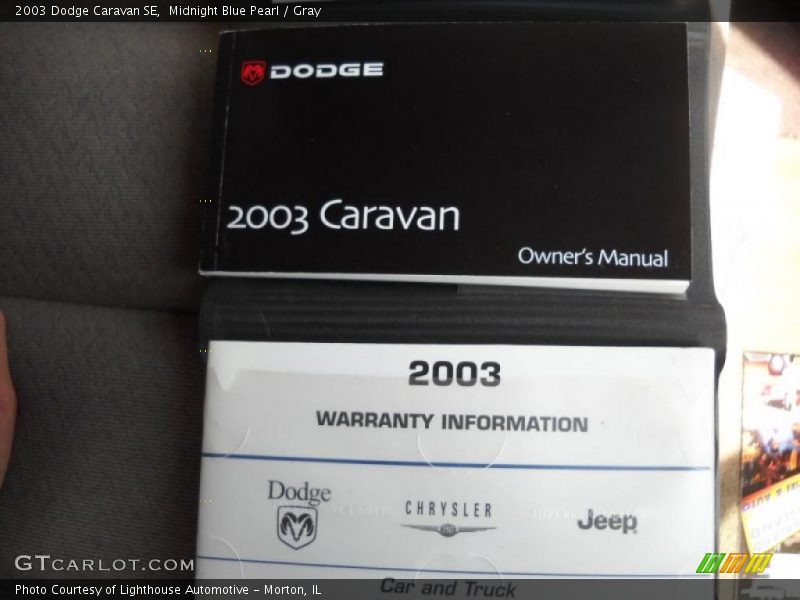 2003 Dodge Caravan SE,  Midnight Blue Pearl / Gray
DODGE
2003 Caravan
Owner's Manual
2003
WARRANTY INFORMATION
Dodge
CHRYSLER
Jeep
Car and Truck
GTCARLOT.COM
Photo Courtesy of Lighthouse Automotive - Morton, IL